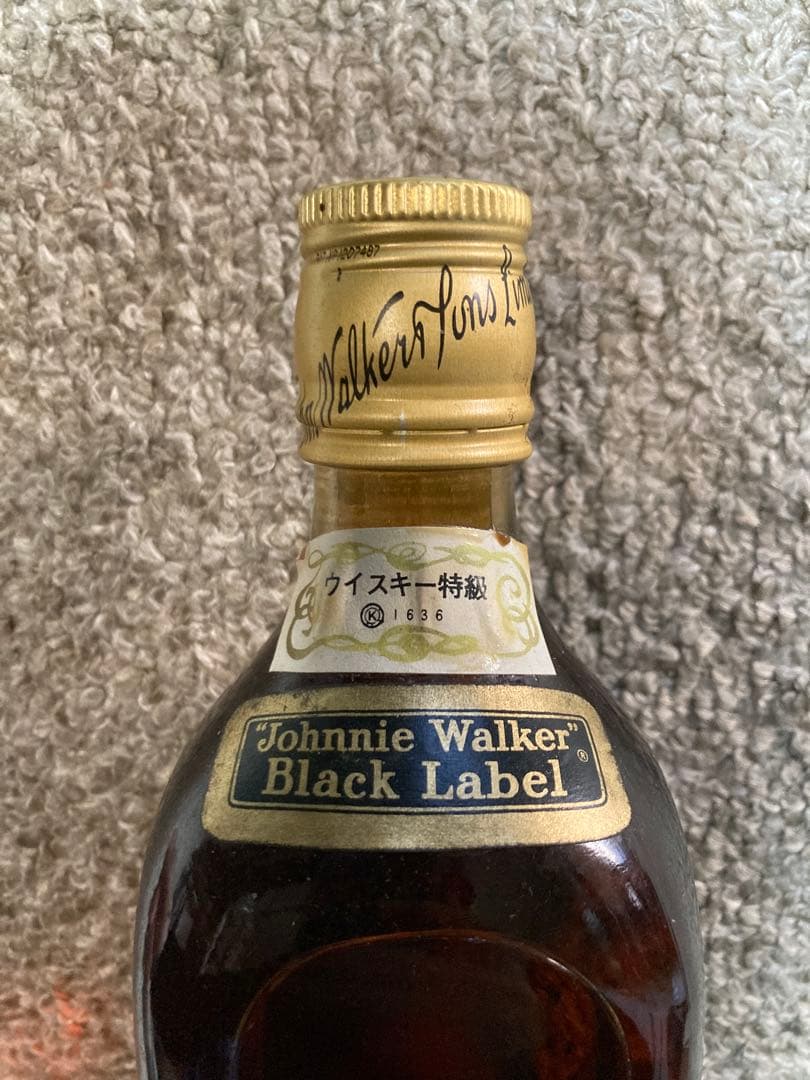 Walker & Sons Lim
ウイスキー特級
Ⓚ 1636
"Johnnie Walker"®
Black Label